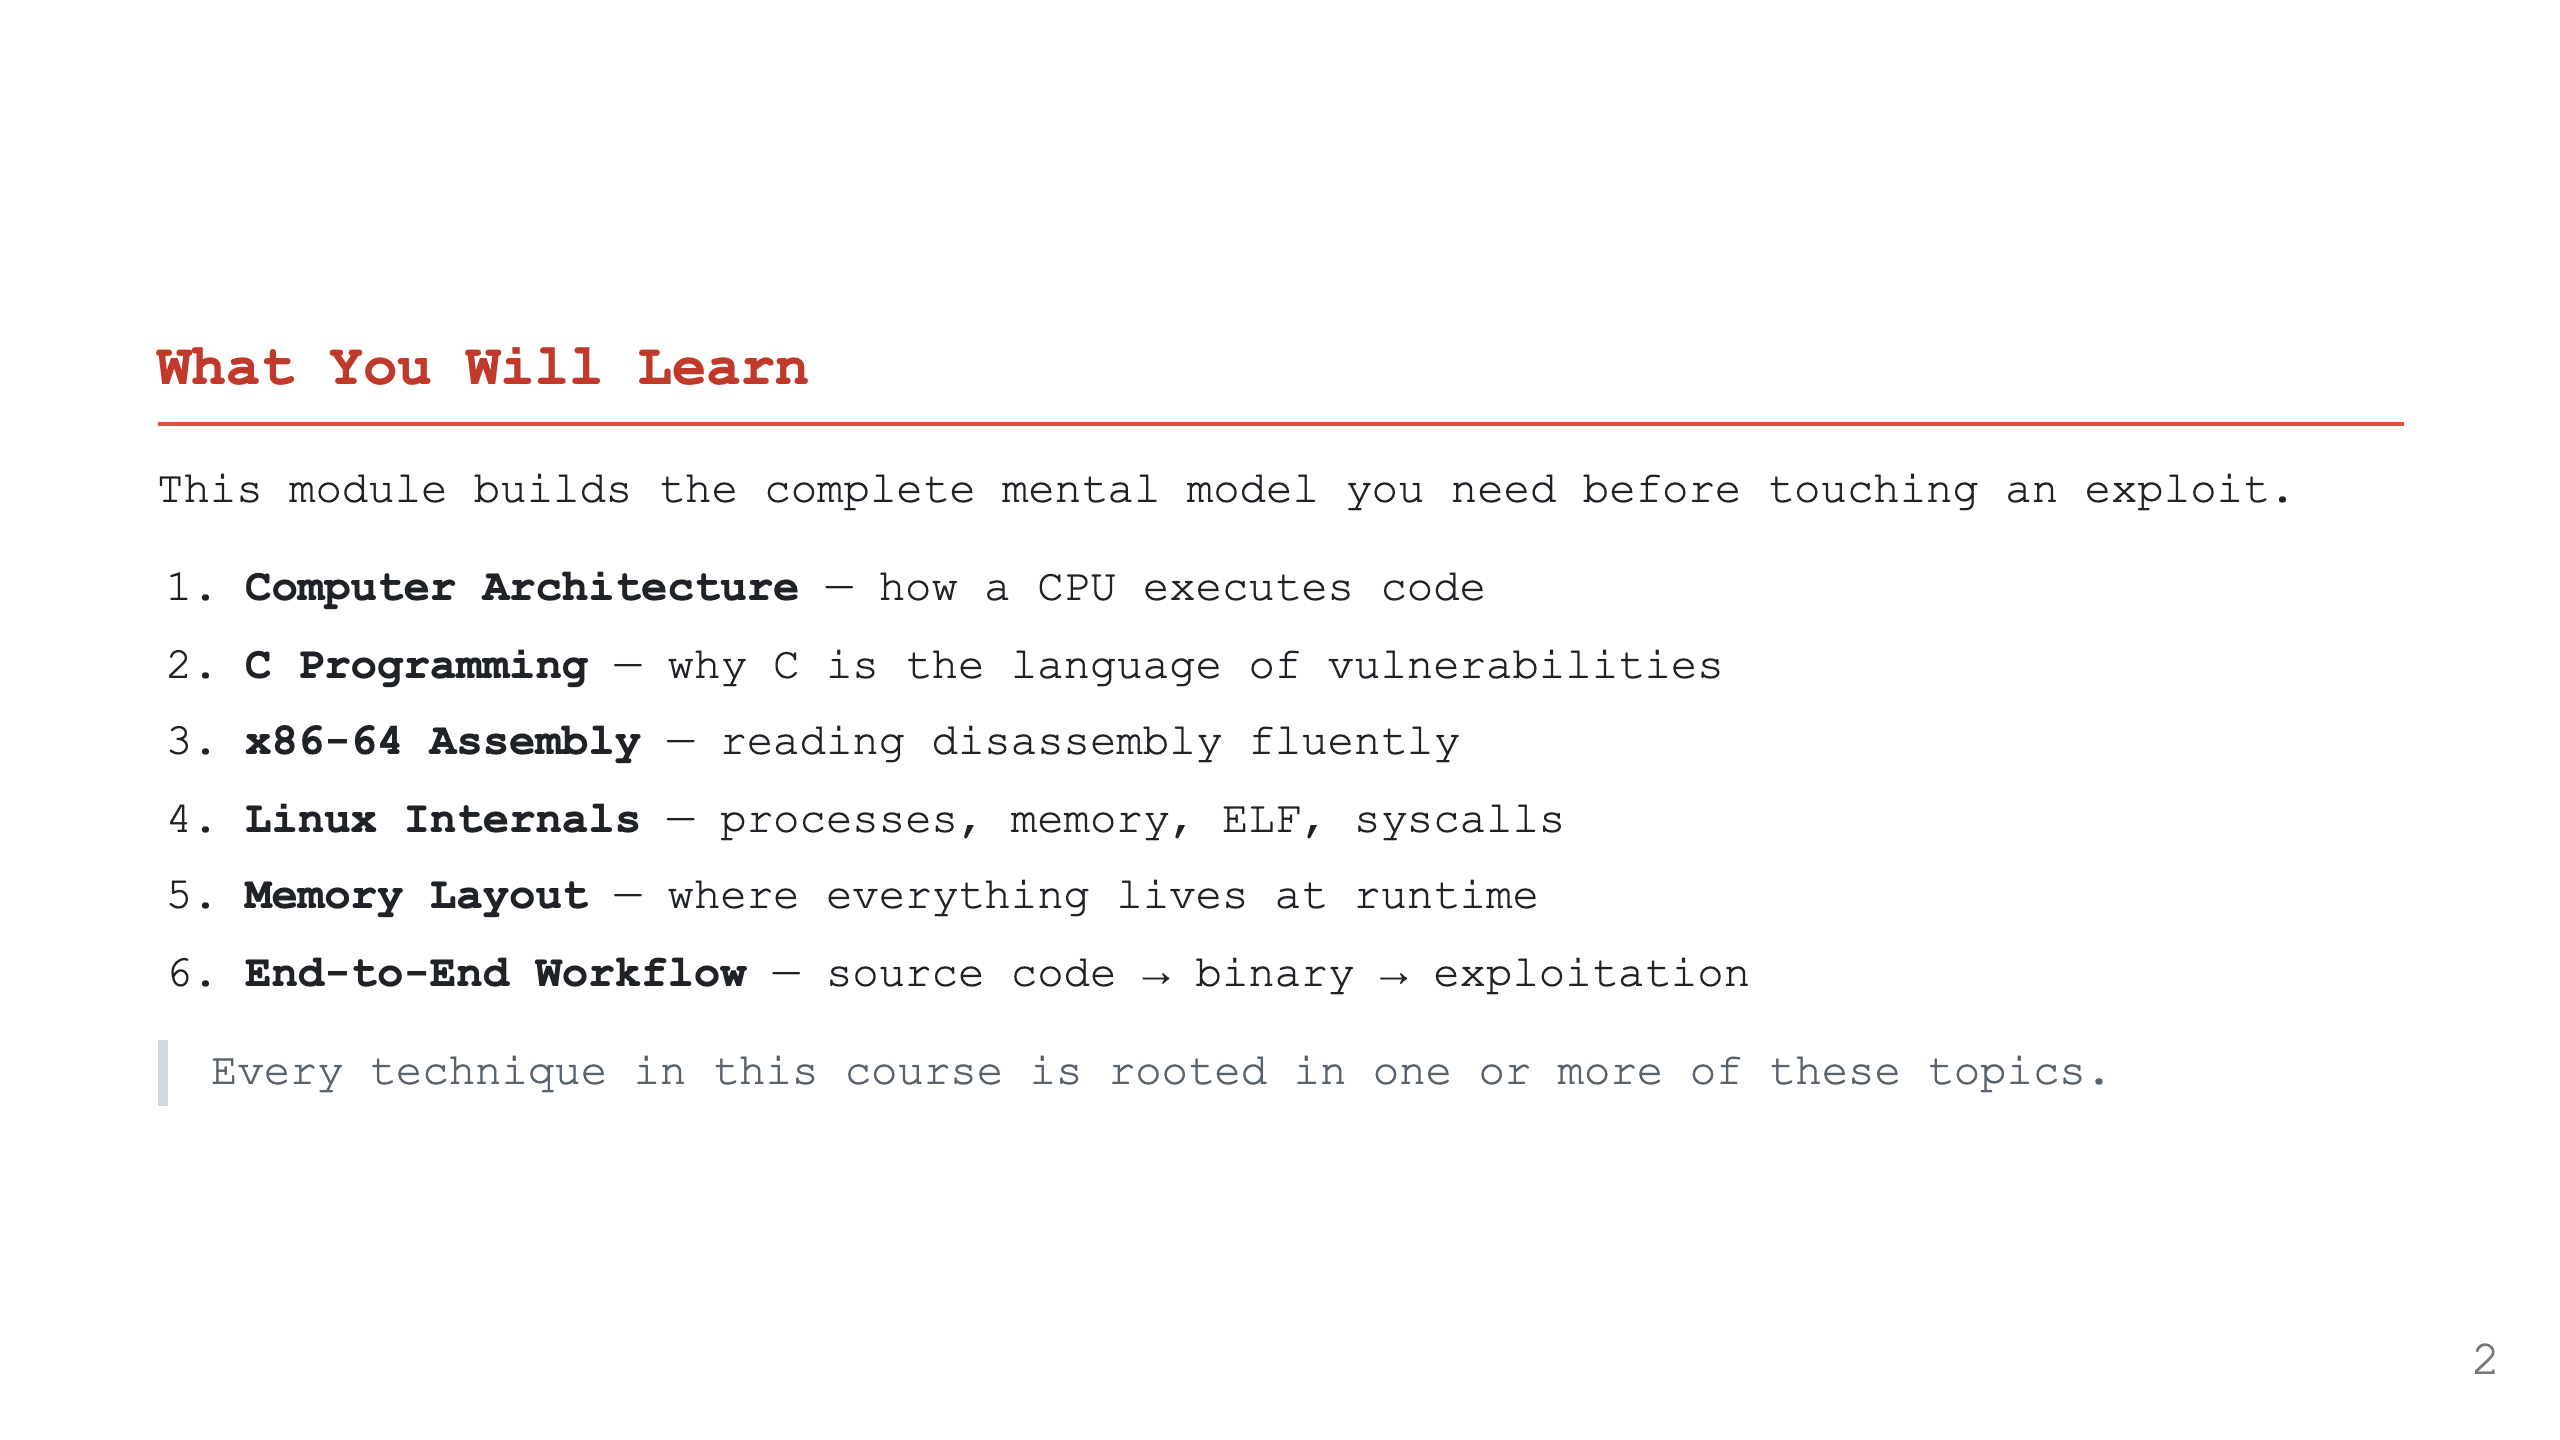 What You Will Learn
This module builds the complete mental model you need before touching an exploit.
1. Computer Architecture — how a CPU executes code
2. C Programming — why C is the language of vulnerabilities
3. x86-64 Assembly — reading disassembly fluently
4. Linux Internals — processes, memory, ELF, syscalls
5. Memory Layout — where everything lives at runtime
6. End-to-End Workflow — source code → binary → exploitation
Every technique in this course is rooted in one or more of these topics.
2